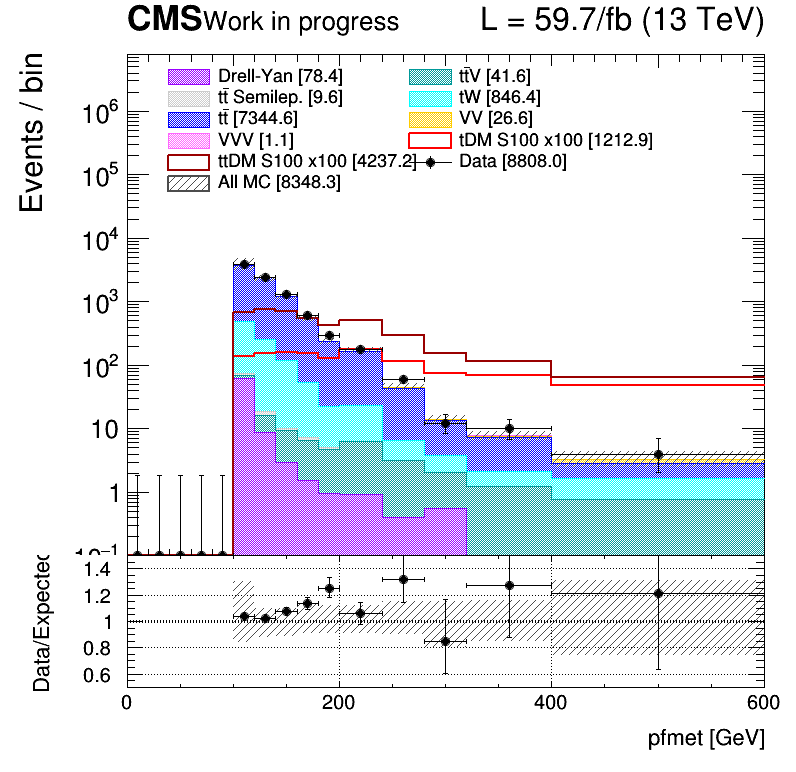 CMS Work in progress L = 59.7/fb (13 TeV)
Events / bin
Drell-Yan [78.4] tt̄V [41.6]
tt̄ Semilep. [9.6] tW [846.4]
tt̄ [7344.6] VV [26.6]
VVV [1.1] tDM S100 x100 [1212.9]
ttDM S100 x100 [4237.2] Data [8808.0]
All MC [8348.3]
10⁶
10⁵
10⁴
10³
10²
10
1
10⁻¹
Data/Expected
1.4
1.2
1
0.8
0.6
0 200 400 600
pfmet [GeV]